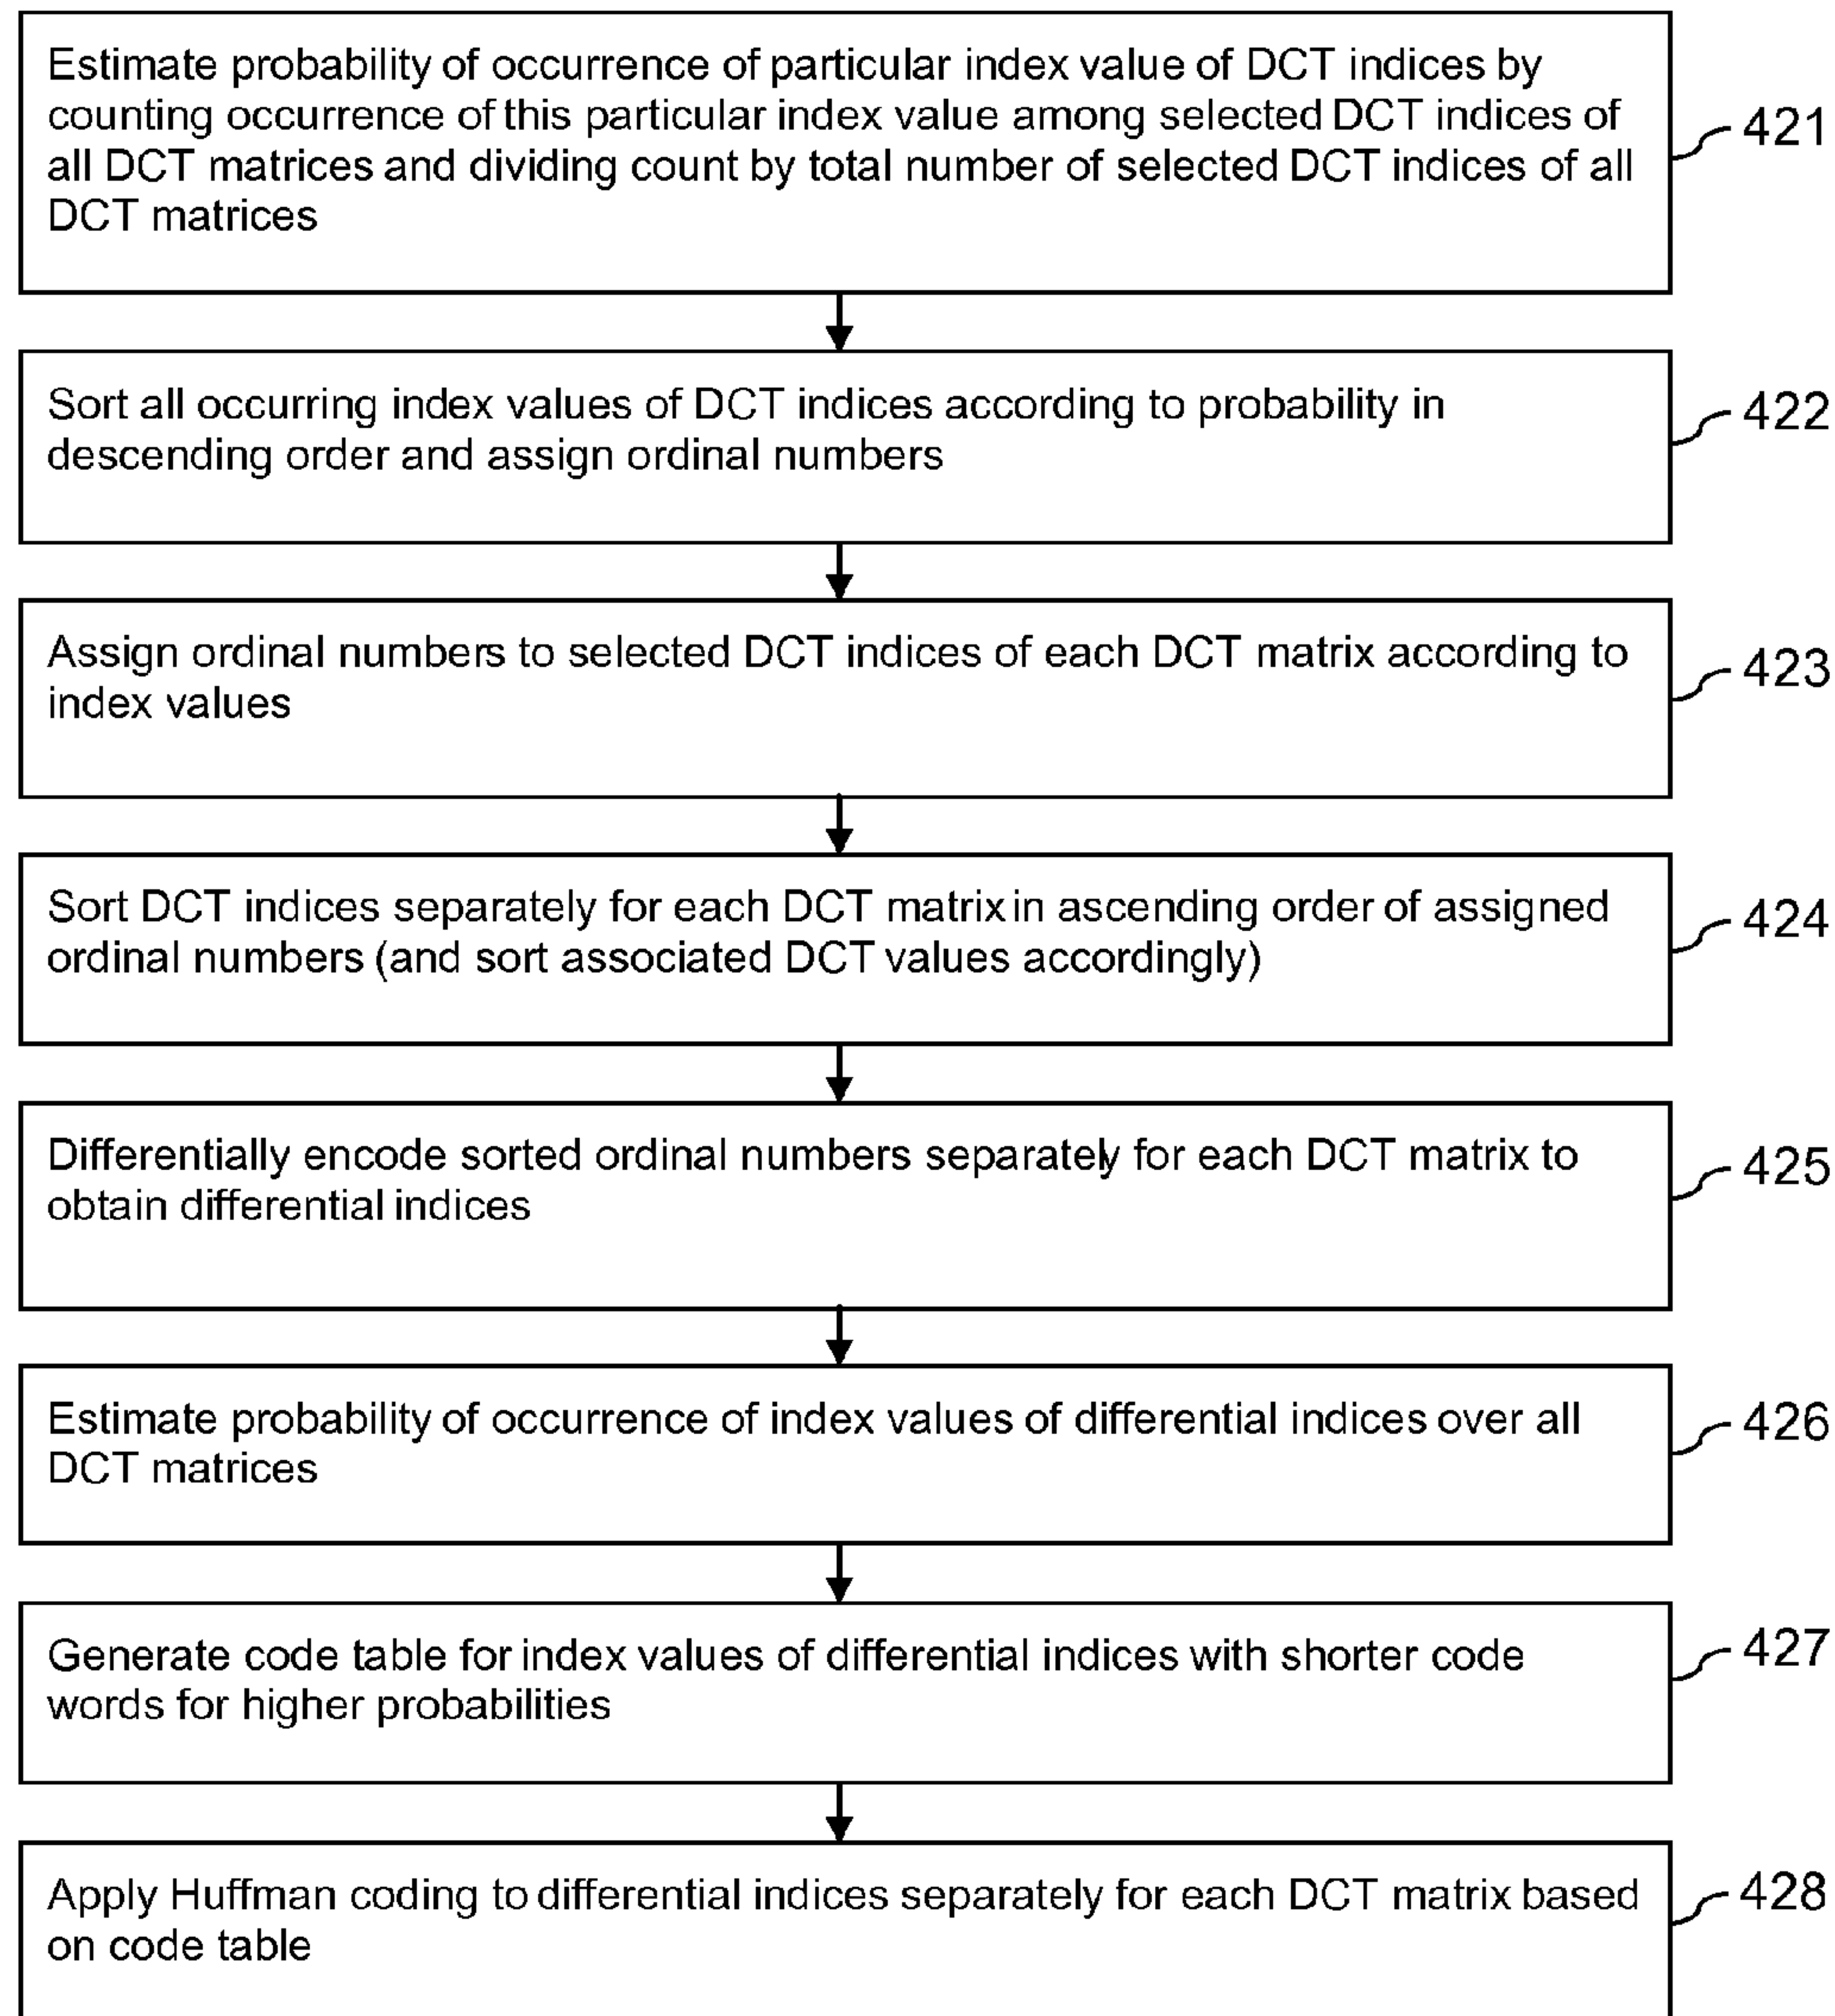 Estimate probability of occurrence of particular index value of DCT indices by
counting occurrence of this particular index value among selected DCT indices of
all DCT matrices and dividing count by total number of selected DCT indices of all
DCT matrices
421
Sort all occurring index values of DCT indices according to probability in
descending order and assign ordinal numbers
422
Assign ordinal numbers to selected DCT indices of each DCT matrix according to
index values
423
Sort DCT indices separately for each DCT matrix in ascending order of assigned
ordinal numbers (and sort associated DCT values accordingly)
424
Differentially encode sorted ordinal numbers separately for each DCT matrix to
obtain differential indices
425
Estimate probability of occurrence of index values of differential indices over all
DCT matrices
426
Generate code table for index values of differential indices with shorter code
words for higher probabilities
427
Apply Huffman coding to differential indices separately for each DCT matrix based
on code table
428